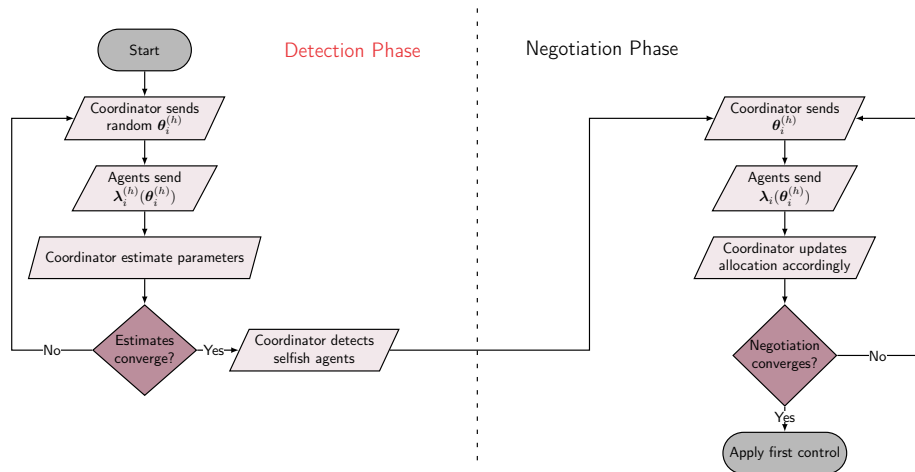 Start
Detection Phase
Coordinator sends
random θ_i^(h)
Agents send
λ_i^(h)(θ_i^(h))
Coordinator estimate parameters
Estimates
converge?
No
Yes
Coordinator detects
selfish agents
Negotiation Phase
Coordinator sends
θ_i^(h)
Agents send
λ_i(θ_i^(h))
Coordinator updates
allocation accordingly
Negotiation
converges?
No
Yes
Apply first control